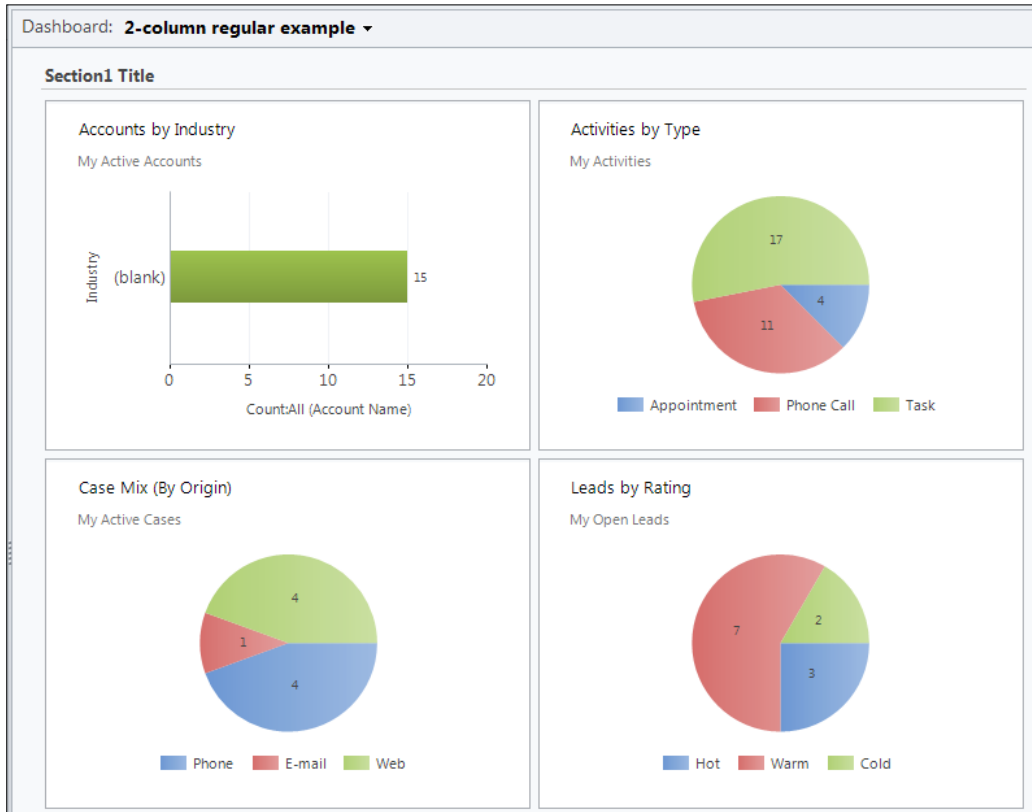 Dashboard: 2-column regular example
Section1 Title
Accounts by Industry
My Active Accounts
Industry
(blank)
15
0 5 10 15 20
Count:All (Account Name)
Activities by Type
My Activities
17
4
11
Appointment Phone Call Task
Case Mix (By Origin)
My Active Cases
4
1
4
Phone E-mail Web
Leads by Rating
My Open Leads
7
2
3
Hot Warm Cold